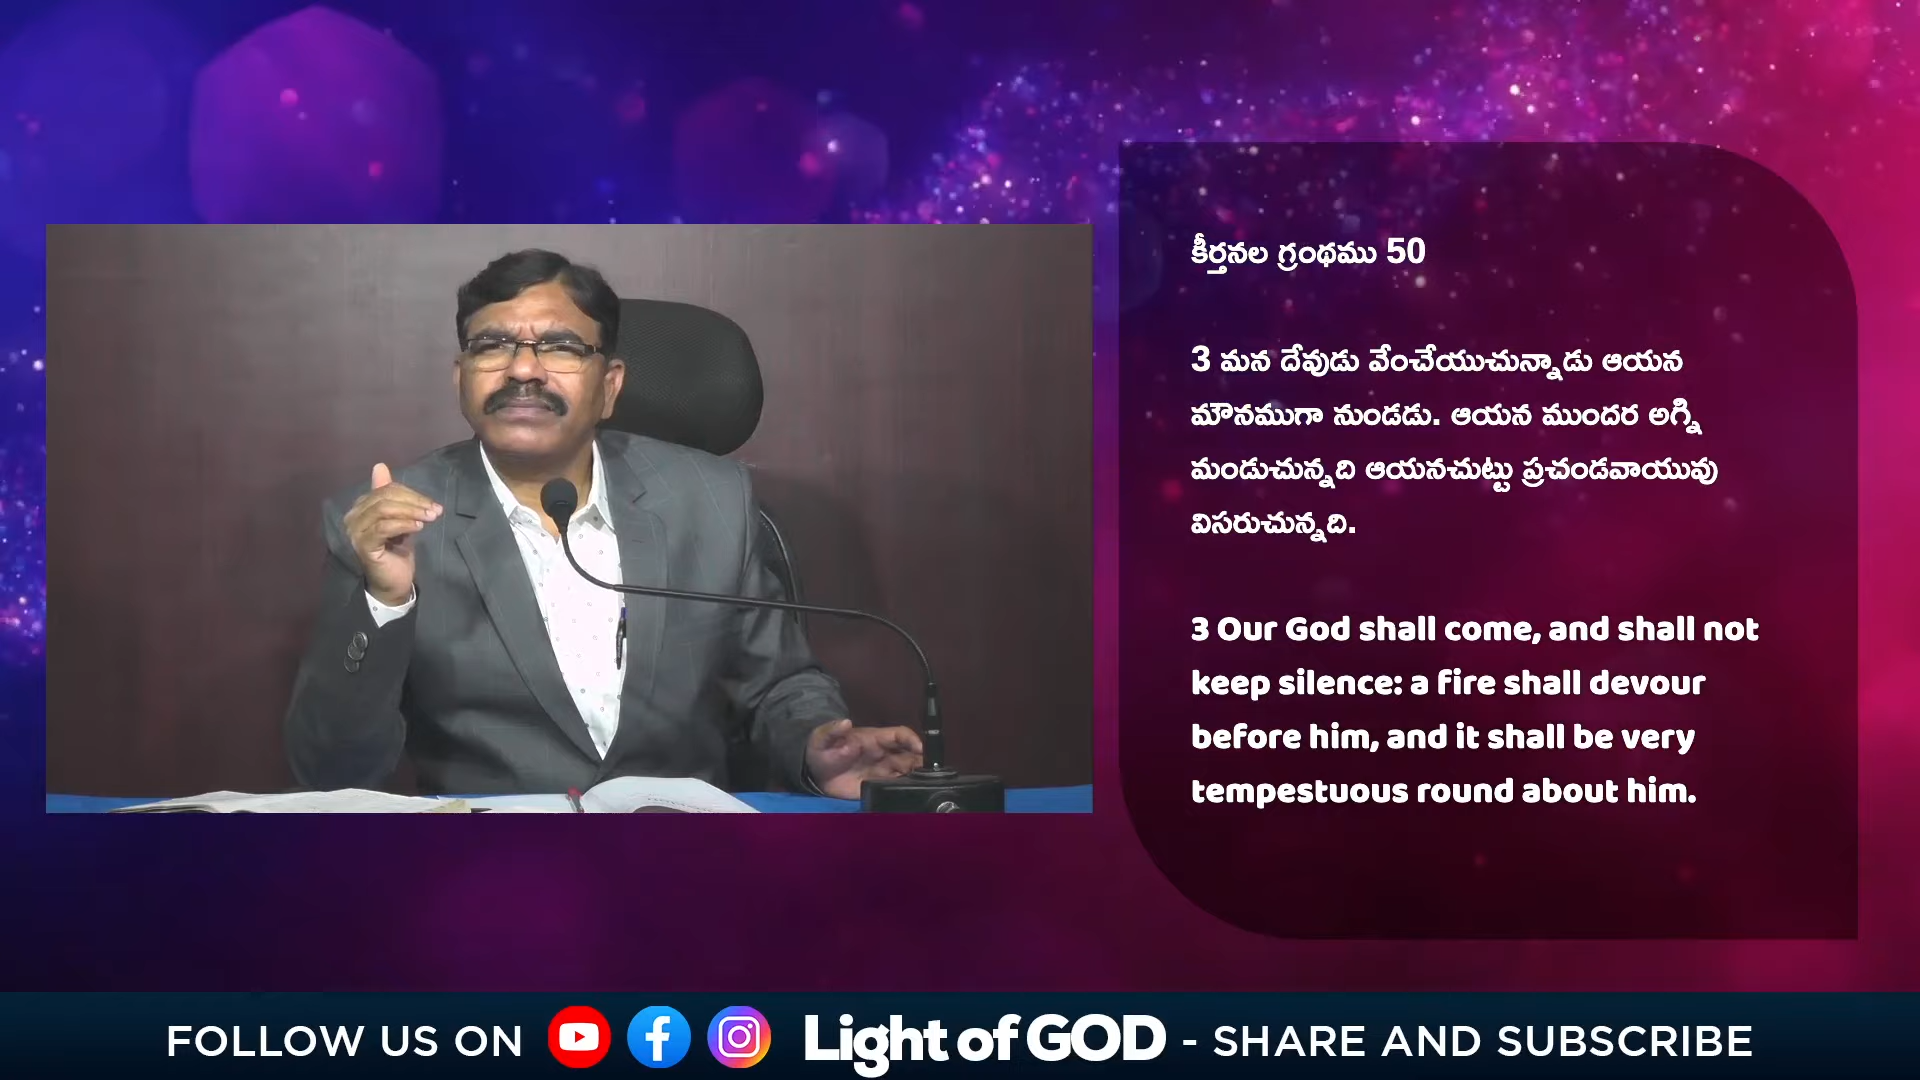 కీర్తనల గ్రంథము 50
3 మన దేవుడు వేంచేయుచున్నాడు ఆయన
మౌనముగా నుండడు. ఆయన ముందర అగ్ని
మండుచున్నది ఆయనచుట్టు ప్రచండవాయువు
విసరుచున్నది.
3 Our God shall come, and shall not
keep silence: a fire shall devour
before him, and it shall be very
tempestuous round about him.
FOLLOW US ON Light of GOD - SHARE AND SUBSCRIBE